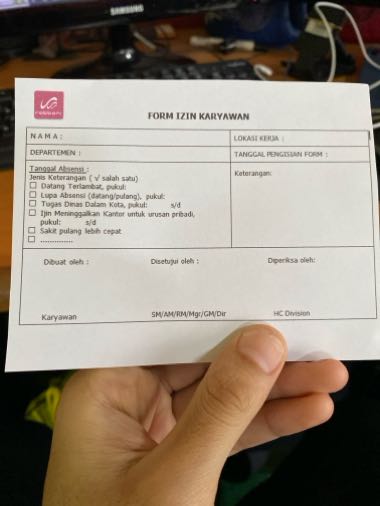 SAMSUNG
FORM IZIN KARYAWAN
N A M A :
LOKASI KERJA :
DEPARTEMEN :
TANGGAL PENGISIAN FORM :
Tanggal Absensi :
Jenis Keterangan ( √ salah satu)
Datang Terlambat, pukul:
Lupa Absensi (datang/pulang), pukul:
Tugas Dinas Dalam Kota, pukul: s/d
Ijin Meninggalkan Kantor untuk urusan pribadi,
pukul: s/d
Sakit pulang lebih cepat
..............
Keterangan:
Dibuat oleh :
Disetujui oleh :
Diperiksa oleh:
Karyawan
SM/AM/RM/Mgr/GM/Dir
HC Division